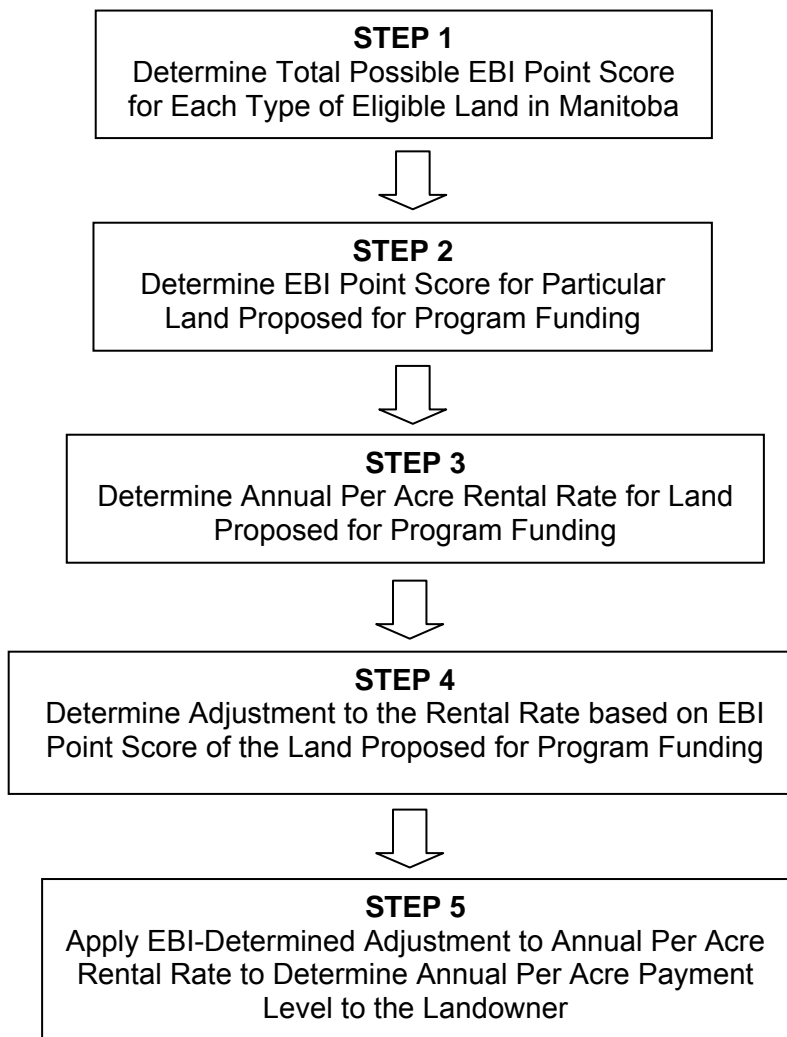 STEP 1
Determine Total Possible EBI Point Score
for Each Type of Eligible Land in Manitoba
STEP 2
Determine EBI Point Score for Particular
Land Proposed for Program Funding
STEP 3
Determine Annual Per Acre Rental Rate for Land
Proposed for Program Funding
STEP 4
Determine Adjustment to the Rental Rate based on EBI
Point Score of the Land Proposed for Program Funding
STEP 5
Apply EBI-Determined Adjustment to Annual Per Acre
Rental Rate to Determine Annual Per Acre Payment
Level to the Landowner